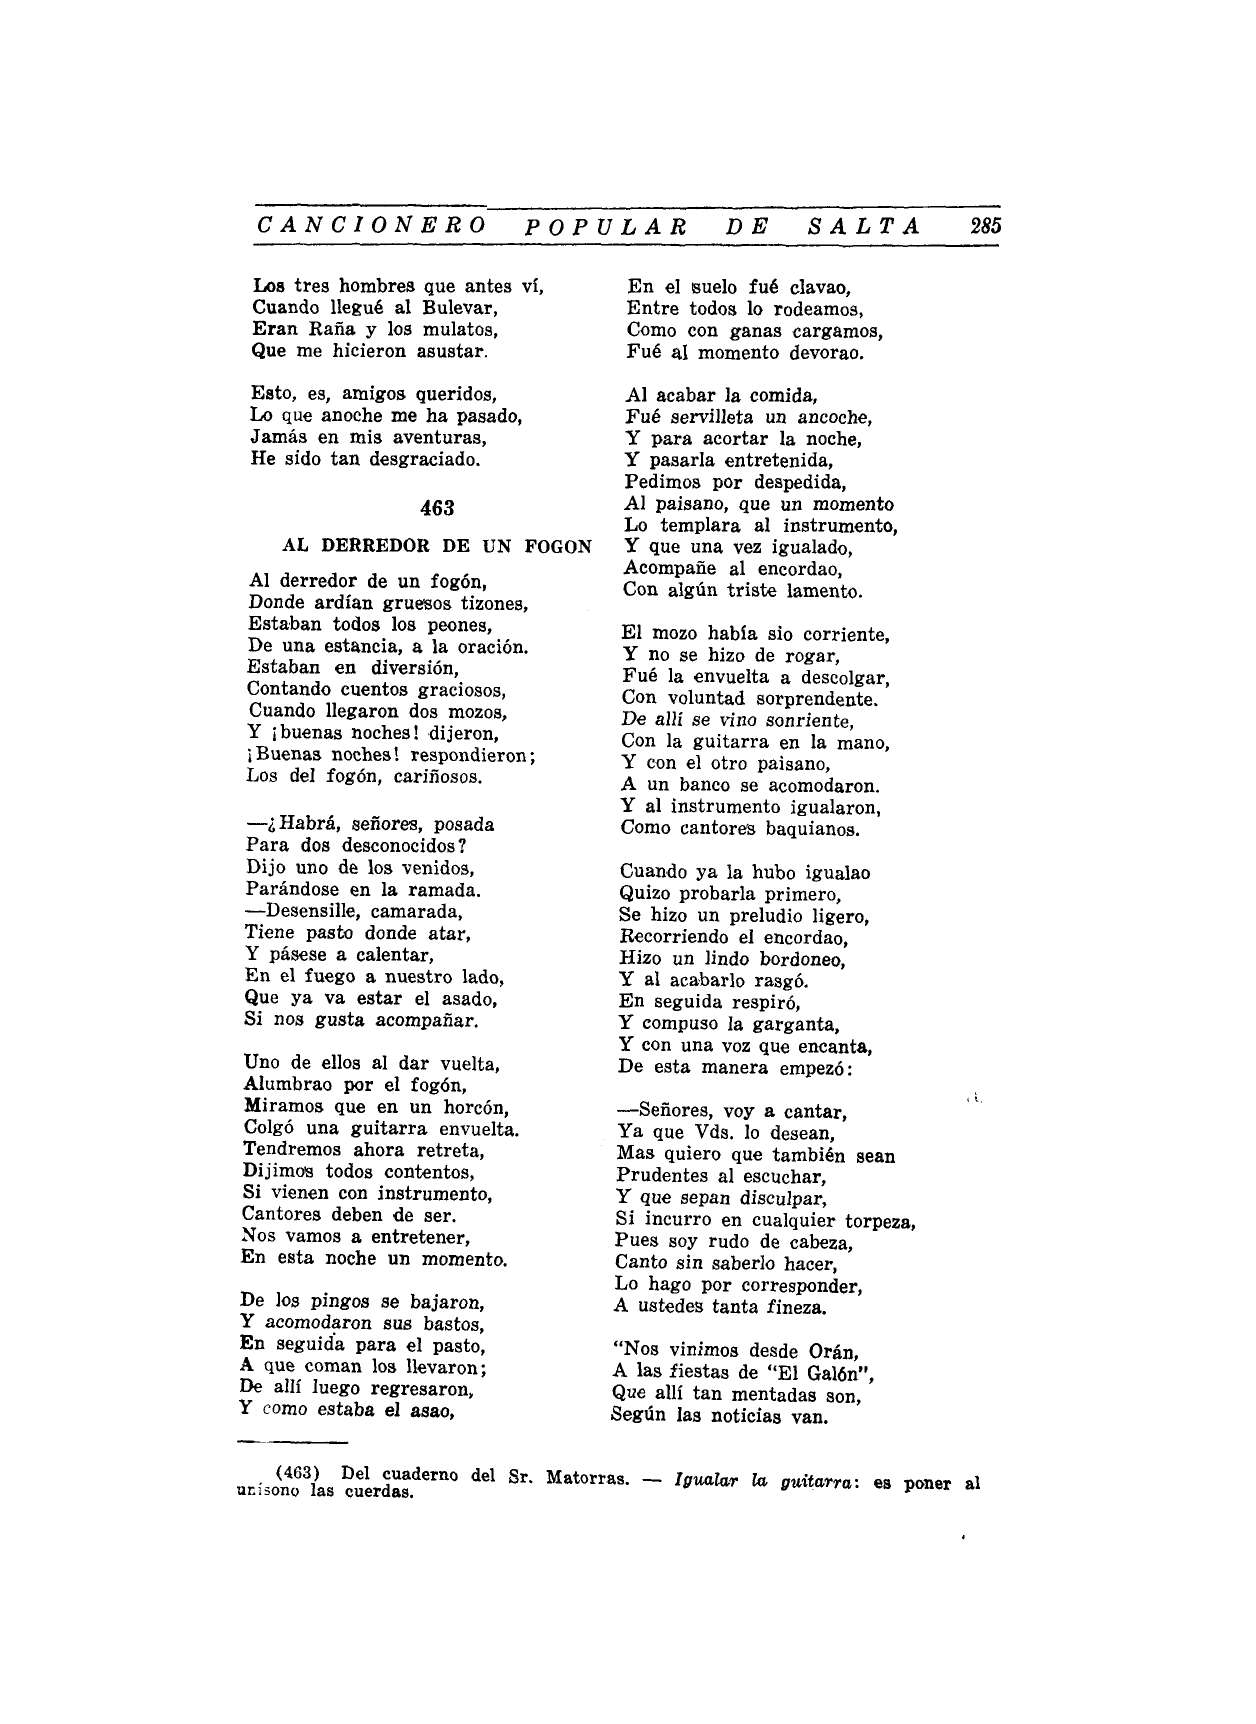 CANCIONERO POPULAR DE SALTA 285
Los tres hombres que antes ví,
Cuando llegué al Bulevar,
Eran Raña y los mulatos,
Que me hicieron asustar.
Esto, es, amigos queridos,
Lo que anoche me ha pasado,
Jamás en mis aventuras,
He sido tan desgraciado.
463
AL DERREDOR DE UN FOGON
Al derredor de un fogón,
Donde ardían gruesos tizones,
Estaban todos los peones,
De una estancia, a la oración.
Estaban en diversión,
Contando cuentos graciosos,
Cuando llegaron dos mozos,
Y ¡buenas noches! dijeron,
¡Buenas noches! respondieron;
Los del fogón, cariñosos.
—¿Habrá, señores, posada
Para dos desconocidos?
Dijo uno de los venidos,
Parándose en la ramada.
—Desensille, camarada,
Tiene pasto donde atar,
Y pásese a calentar,
En el fuego a nuestro lado,
Que ya va estar el asado,
Si nos gusta acompañar.
Uno de ellos al dar vuelta,
Alumbrao por el fogón,
Miramos que en un horcón,
Colgó una guitarra envuelta.
Tendremos ahora retreta,
Dijimos todos contentos,
Si vienen con instrumento,
Cantores deben de ser.
Nos vamos a entretener,
En esta noche un momento.
De los pingos se bajaron,
Y acomodaron sus bastos,
En seguida para el pasto,
A que coman los llevaron;
De allí luego regresaron,
Y como estaba el asao,
En el suelo fué clavao,
Entre todos lo rodeamos,
Como con ganas cargamos,
Fué al momento devorao.
Al acabar la comida,
Fué servilleta un ancoche,
Y para acortar la noche,
Y pasarla entretenida,
Pedimos por despedida,
Al paisano, que un momento
Lo templara al instrumento,
Y que una vez igualado,
Acompañe al encordao,
Con algún triste lamento.
El mozo había sio corriente,
Y no se hizo de rogar,
Fué la envuelta a descolgar,
Con voluntad sorprendente.
De allí se vino sonriente,
Con la guitarra en la mano,
Y con el otro paisano,
A un banco se acomodaron.
Y al instrumento igualaron,
Como cantores baquianos.
Cuando ya la hubo igualao
Quizo probarla primero,
Se hizo un preludio ligero,
Recorriendo el encordao,
Hizo un lindo bordoneo,
Y al acabarlo rasgó.
En seguida respiró,
Y compuso la garganta,
Y con una voz que encanta,
De esta manera empezó:
—Señores, voy a cantar,
Ya que Vds. lo desean,
Mas quiero que también sean
Prudentes al escuchar,
Y que sepan disculpar,
Si incurro en cualquier torpeza,
Pues soy rudo de cabeza,
Canto sin saberlo hacer,
Lo hago por corresponder,
A ustedes tanta fineza.
"Nos vinimos desde Orán,
A las fiestas de "El Galón",
Que allí tan mentadas son,
Según las noticias van.
(463) Del cuaderno del Sr. Matorras. — Igualar la guitarra: es poner al
unisono las cuerdas.